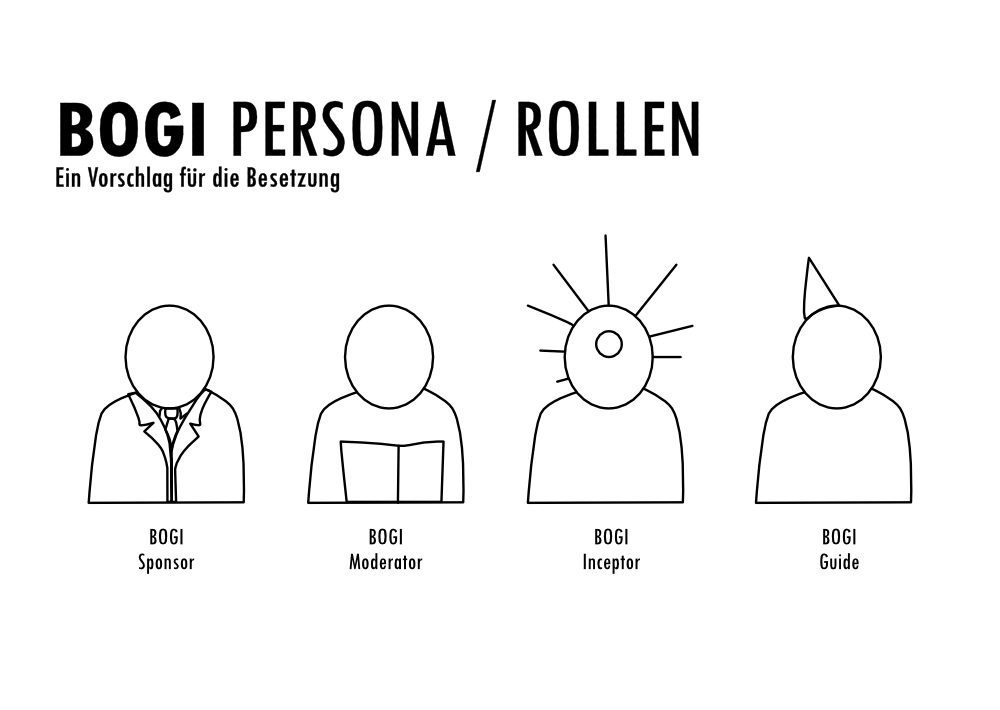 BOGI PERSONA / ROLLEN
Ein Vorschlag für die Besetzung
BOGI
Sponsor
BOGI
Moderator
BOGI
Inceptor
BOGI
Guide